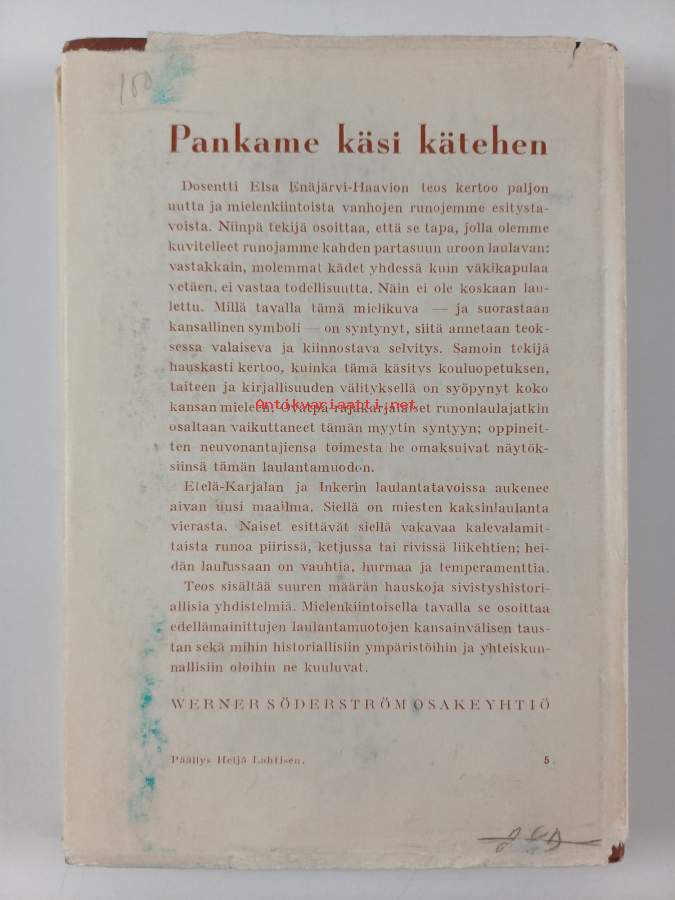 100
Pankame käsi kätehen
Dosentti Elsa Enäjärvi-Haavion teos kertoo paljon
uutta ja mielenkiintoista vanhojen runojemme esitysta-
voista. Niinpä tekijä osoittaa, että se tapa, jolla olemme
kuvitelleet runojamme kahden partasuun uroon laulavan:
vastakkain, molemmat kädet yhdessä kuin väkikapulaa
vetäen, ei vastaa todellisuutta. Näin ei ole koskaan lau-
lettu. Millä tavalla tämä mielikuva — ja suorastaan
kansallinen symboli — on syntynyt, siitä annetaan teok-
sessa valaiseva ja kiinnostava selvitys. Samoin tekijä
hauskasti kertoo, kuinka tämä käsitys kouluopetuksen,
taiteen ja kirjallisuuden välityksellä on syöpynyt koko
kansan mieleen. Ovatpa rajakarjalaiset runonlaulajatkin
Antikvariaatti.net
osaltaan vaikuttaneet tämän myytin syntyyn; oppineit-
ten neuvonantajiensa toimesta he omaksuivat näytök-
siinsä tämän laulantamuodon.
Etelä-Karjalan ja Inkerin laulantatavoissa aukenee
aivan uusi maailma. Siellä on miesten kaksinlaulanta
vierasta. Naiset esittävät siellä vakavaa kalevalamit-
taista runoa piirissä, ketjussa tai rivissä liikehtien; hei-
dän laulussaan on vauhtia, hurmaa ja temperamenttia.
Teos sisältää suuren määrän hauskoja sivistyshistori-
allisia yhdistelmiä. Mielenkiintoisella tavalla se osoittaa
edellämainittujen laulantamuotojen kansainvälisen taus-
tan sekä mihin historiallisiin ympäristöihin ja yhteiskun-
nallisiin oloihin ne kuuluvat.
WERNER SÖDERSTRÖM OSAKEYHTIÖ
Päällys Heljä Lahtisen.
5